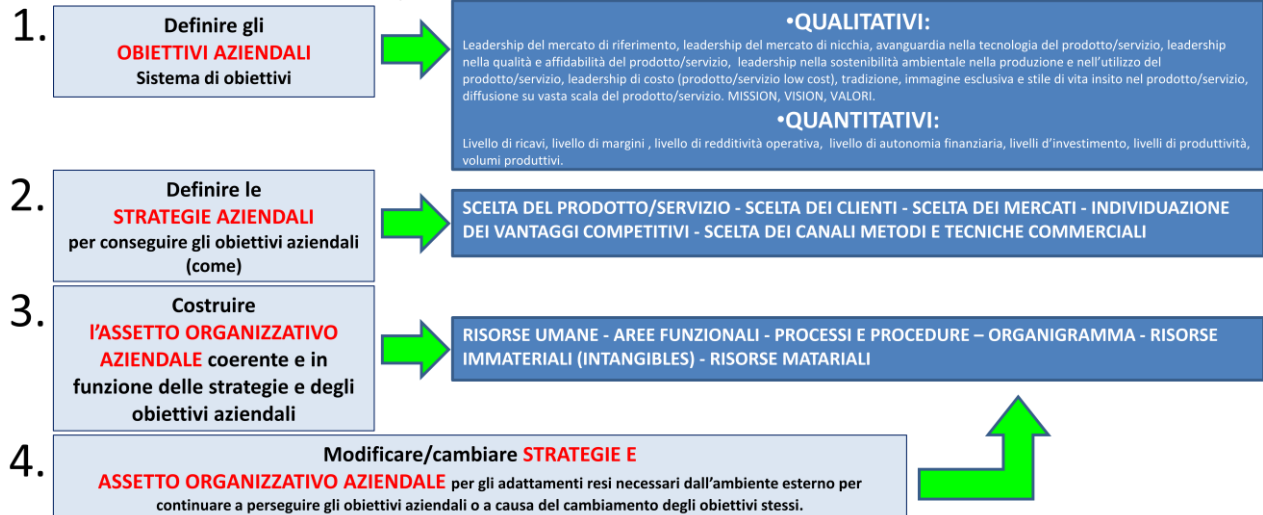 1.
Definire gli
OBIETTIVI AZIENDALI
Sistema di obiettivi
•QUALITATIVI:
Leadership del mercato di riferimento, leadership del mercato di nicchia, avanguardia nella tecnologia del prodotto/servizio, leadership
nella qualità e affidabilità del prodotto/servizio, leadership nella sostenibilità ambientale nella produzione e nell'utilizzo del
prodotto/servizio, leadership di costo (prodotto/servizio low cost), tradizione, immagine esclusiva e stile di vita insito nel prodotto/servizio,
diffusione su vasta scala del prodotto/servizio. MISSION, VISION, VALORI.
•QUANTITATIVI:
Livello di ricavi, livello di margini , livello di redditività operativa, livello di autonomia finanziaria, livelli d'investimento, livelli di produttività,
volumi produttivi.
2.
Definire le
STRATEGIE AZIENDALI
per conseguire gli obiettivi aziendali
(come)
SCELTA DEL PRODOTTO/SERVIZIO - SCELTA DEI CLIENTI - SCELTA DEI MERCATI - INDIVIDUAZIONE
DEI VANTAGGI COMPETITIVI - SCELTA DEI CANALI METODI E TECNICHE COMMERCIALI
3.
Costruire
l'ASSETTO ORGANIZZATIVO
AZIENDALE coerente e in
funzione delle strategie e degli
obiettivi aziendali
RISORSE UMANE - AREE FUNZIONALI - PROCESSI E PROCEDURE – ORGANIGRAMMA - RISORSE
IMMATERIALI (INTANGIBLES) - RISORSE MATARIALI
4.
Modificare/cambiare STRATEGIE E
ASSETTO ORGANIZZATIVO AZIENDALE per gli adattamenti resi necessari dall'ambiente esterno per
continuare a perseguire gli obiettivi aziendali o a causa del cambiamento degli obiettivi stessi.